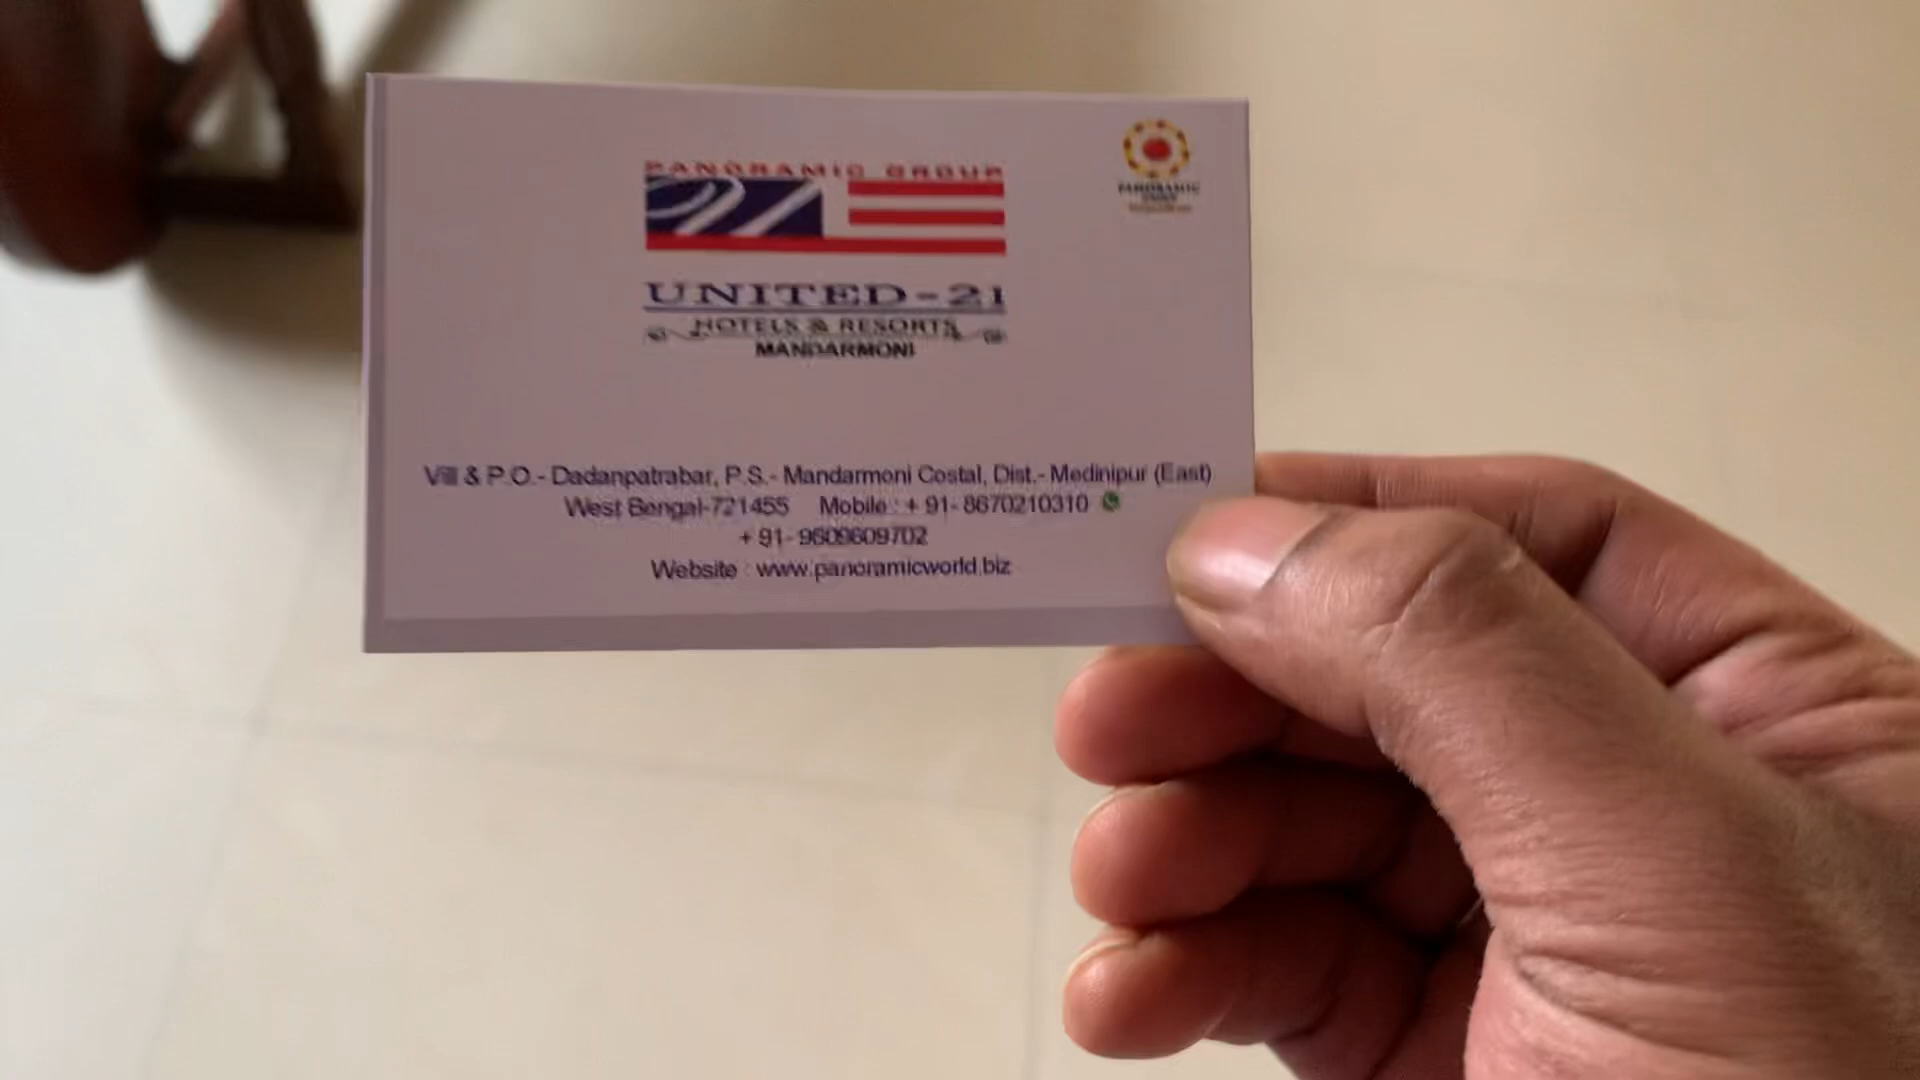 PANORAMIC GROUP
UNITED-21
HOTELS & RESORTS
MANDARMONI
Vill & P.O.- Dadanpatrabar, P.S.- Mandarmoni Costal, Dist.- Medinipur (East)
West Bengal-721455 Mobile : + 91- 8670210310
+ 91- 9609609702
Website : www.panoramicworld.biz
PANORAMIC